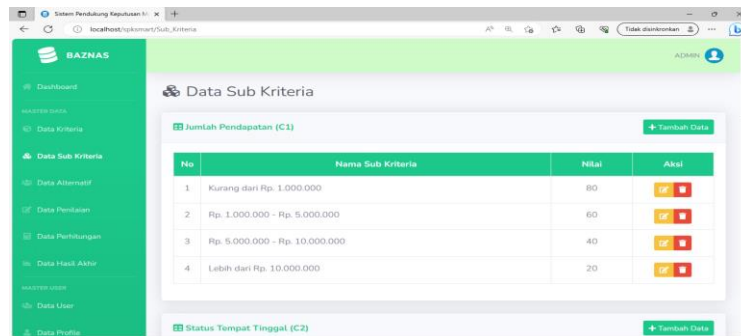 Sistem Pendukung Keputusan
localhost/spksmart/Sub_Kriteria
Tidak disinkronkan
BAZNAS
ADMIN
Dashboard
MASTER DATA
Data Kriteria
Data Sub Kriteria
Data Alternatif
Data Penilaian
Data Perhitungan
Data Hasil Akhir
MASTER USER
Data User
Data Profile
Data Sub Kriteria
Jumlah Pendapatan (C1)
+ Tambah Data
No Nama Sub Kriteria Nilai Aksi
1 Kurang dari Rp. 1.000.000 80
2 Rp. 1.000.000 - Rp. 5.000.000 60
3 Rp. 5.000.000 - Rp. 10.000.000 40
4 Lebih dari Rp. 10.000.000 20
Status Tempat Tinggal (C2)
+ Tambah Data